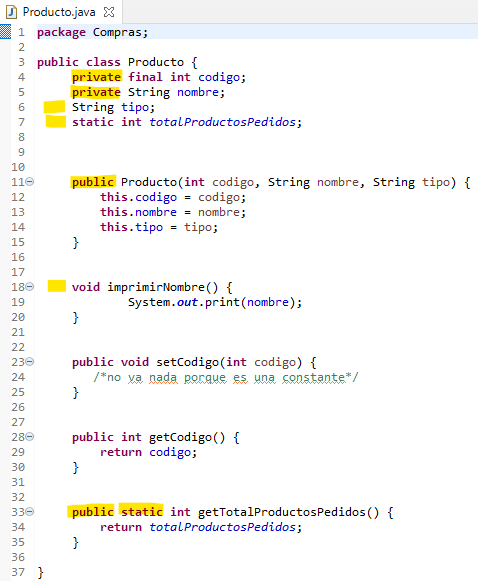 Producto.java
1 package Compras;
2
3 public class Producto {
4 private final int codigo;
5 private String nombre;
6 String tipo;
7 static int totalProductosPedidos;
8
9
10
11 public Producto(int codigo, String nombre, String tipo) {
12 this.codigo = codigo;
13 this.nombre = nombre;
14 this.tipo = tipo;
15 }
16
17
18 void imprimirNombre() {
19 System.out.print(nombre);
20 }
21
22
23 public void setCodigo(int codigo) {
24 /*no va nada porque es una constante*/
25 }
26
27
28 public int getCodigo() {
29 return codigo;
30 }
31
32
33 public static int getTotalProductosPedidos() {
34 return totalProductosPedidos;
35 }
36
37 }